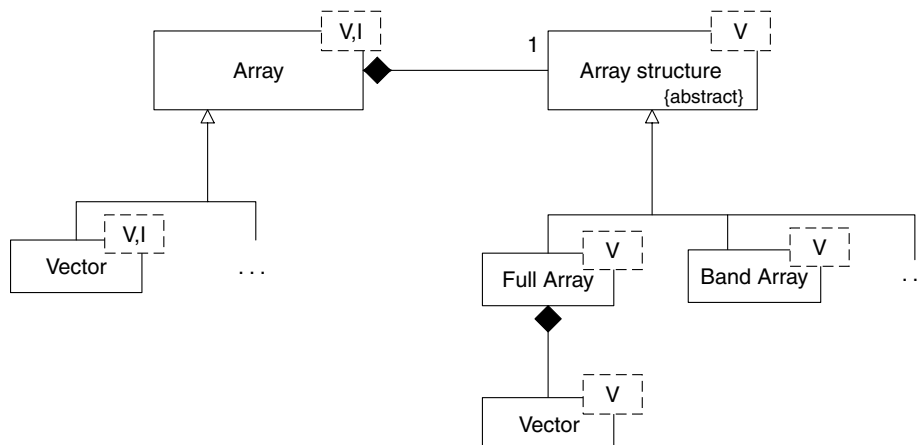 V,I
Array
1
V
Array structure
{abstract}
V,I
Vector
. . .
V
Full Array
V
Band Array
. .
V
Vector